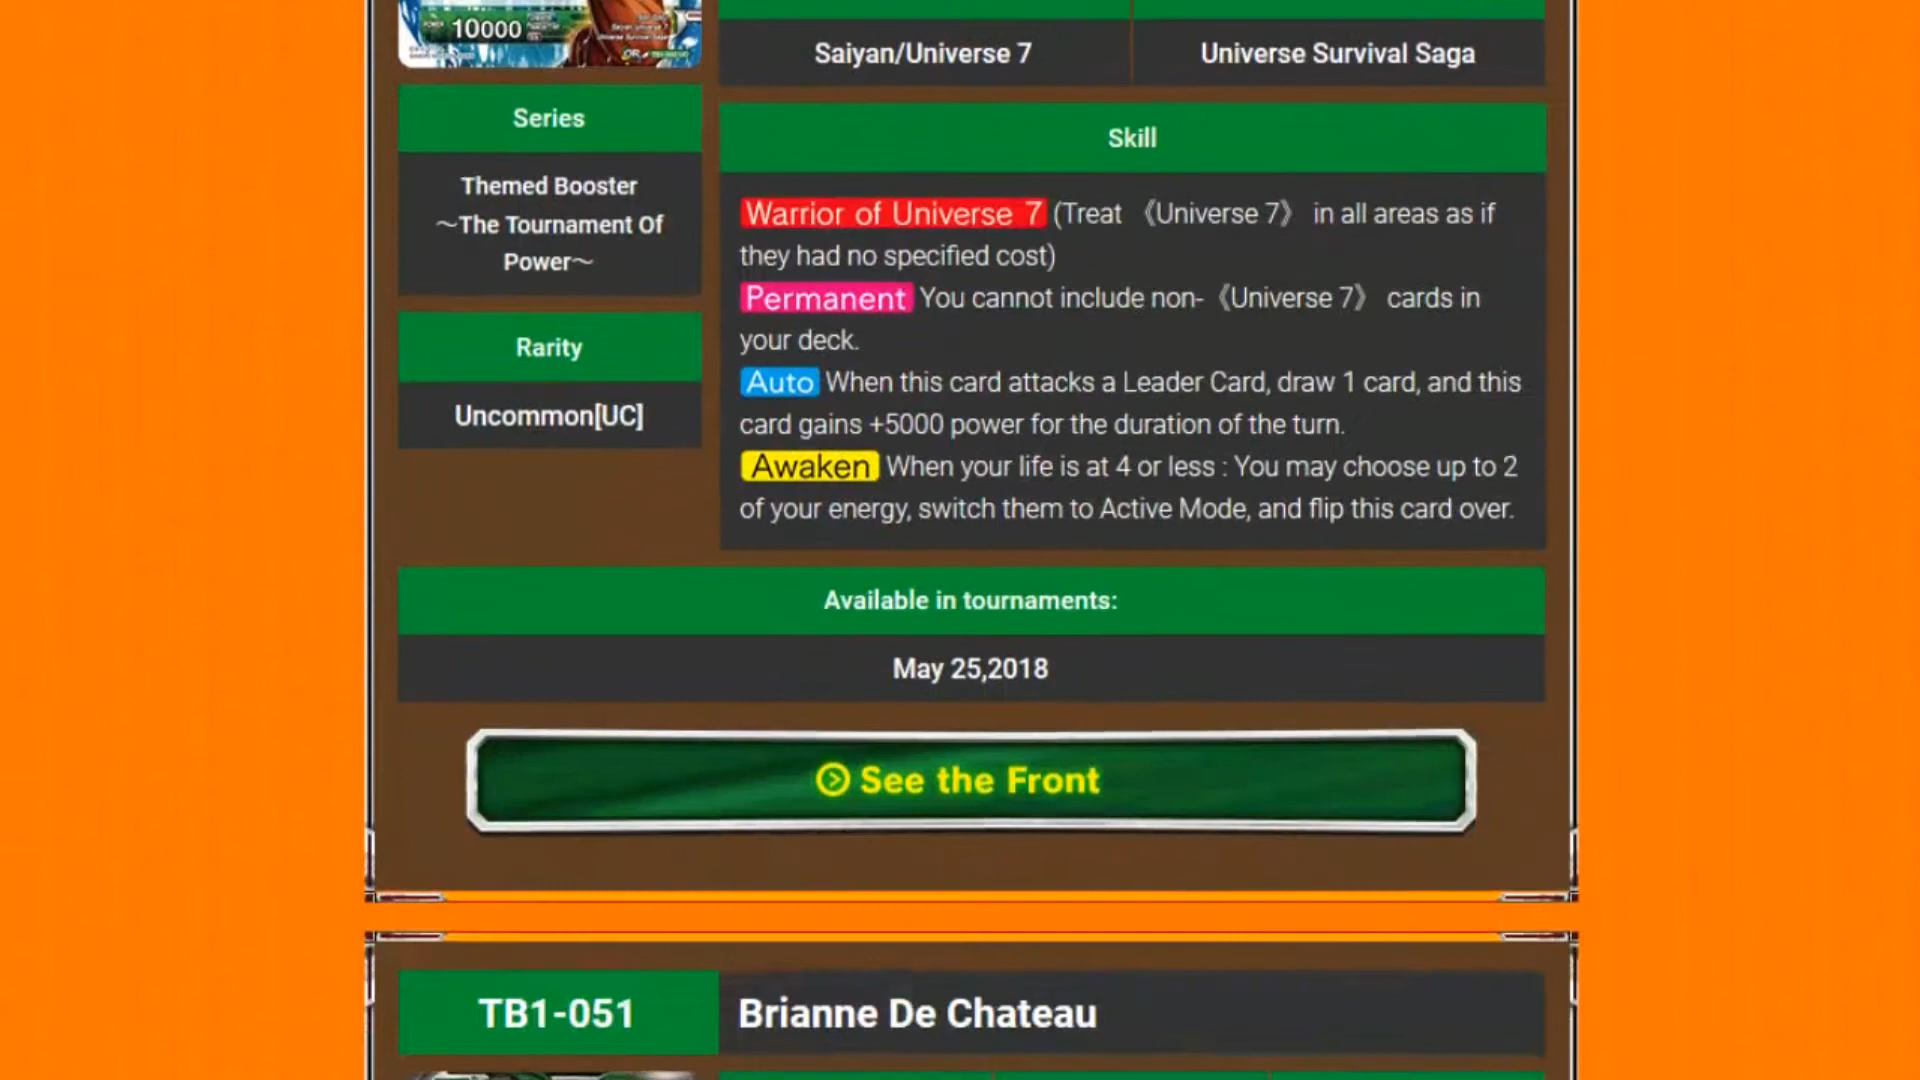 POWER 10000
Saiyan/Universe 7
Universe Survival Saga
Series
Themed Booster
～The Tournament Of
Power～
Rarity
Uncommon[UC]
Skill
Warrior of Universe 7 (Treat 《Universe 7》 in all areas as if
they had no specified cost)
Permanent You cannot include non-《Universe 7》 cards in
your deck.
Auto When this card attacks a Leader Card, draw 1 card, and this
card gains +5000 power for the duration of the turn.
Awaken When your life is at 4 or less : You may choose up to 2
of your energy, switch them to Active Mode, and flip this card over.
Available in tournaments:
May 25,2018
See the Front
TB1-051
Brianne De Chateau